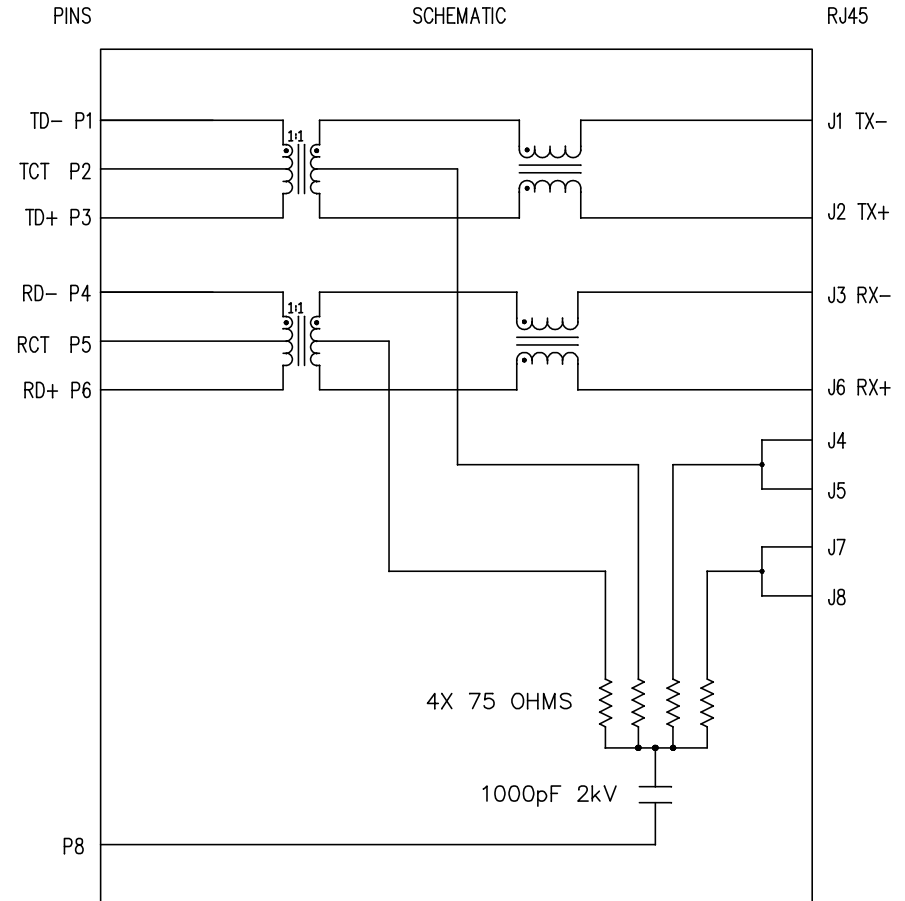 PINS SCHEMATIC RJ45
TD- P1 1:1 J1 TX-
TCT P2
TD+ P3 J2 TX+
RD- P4 1:1 J3 RX-
RCT P5
RD+ P6 J6 RX+
J4
J5
J7
J8
4X 75 OHMS
1000pF 2kV
P8